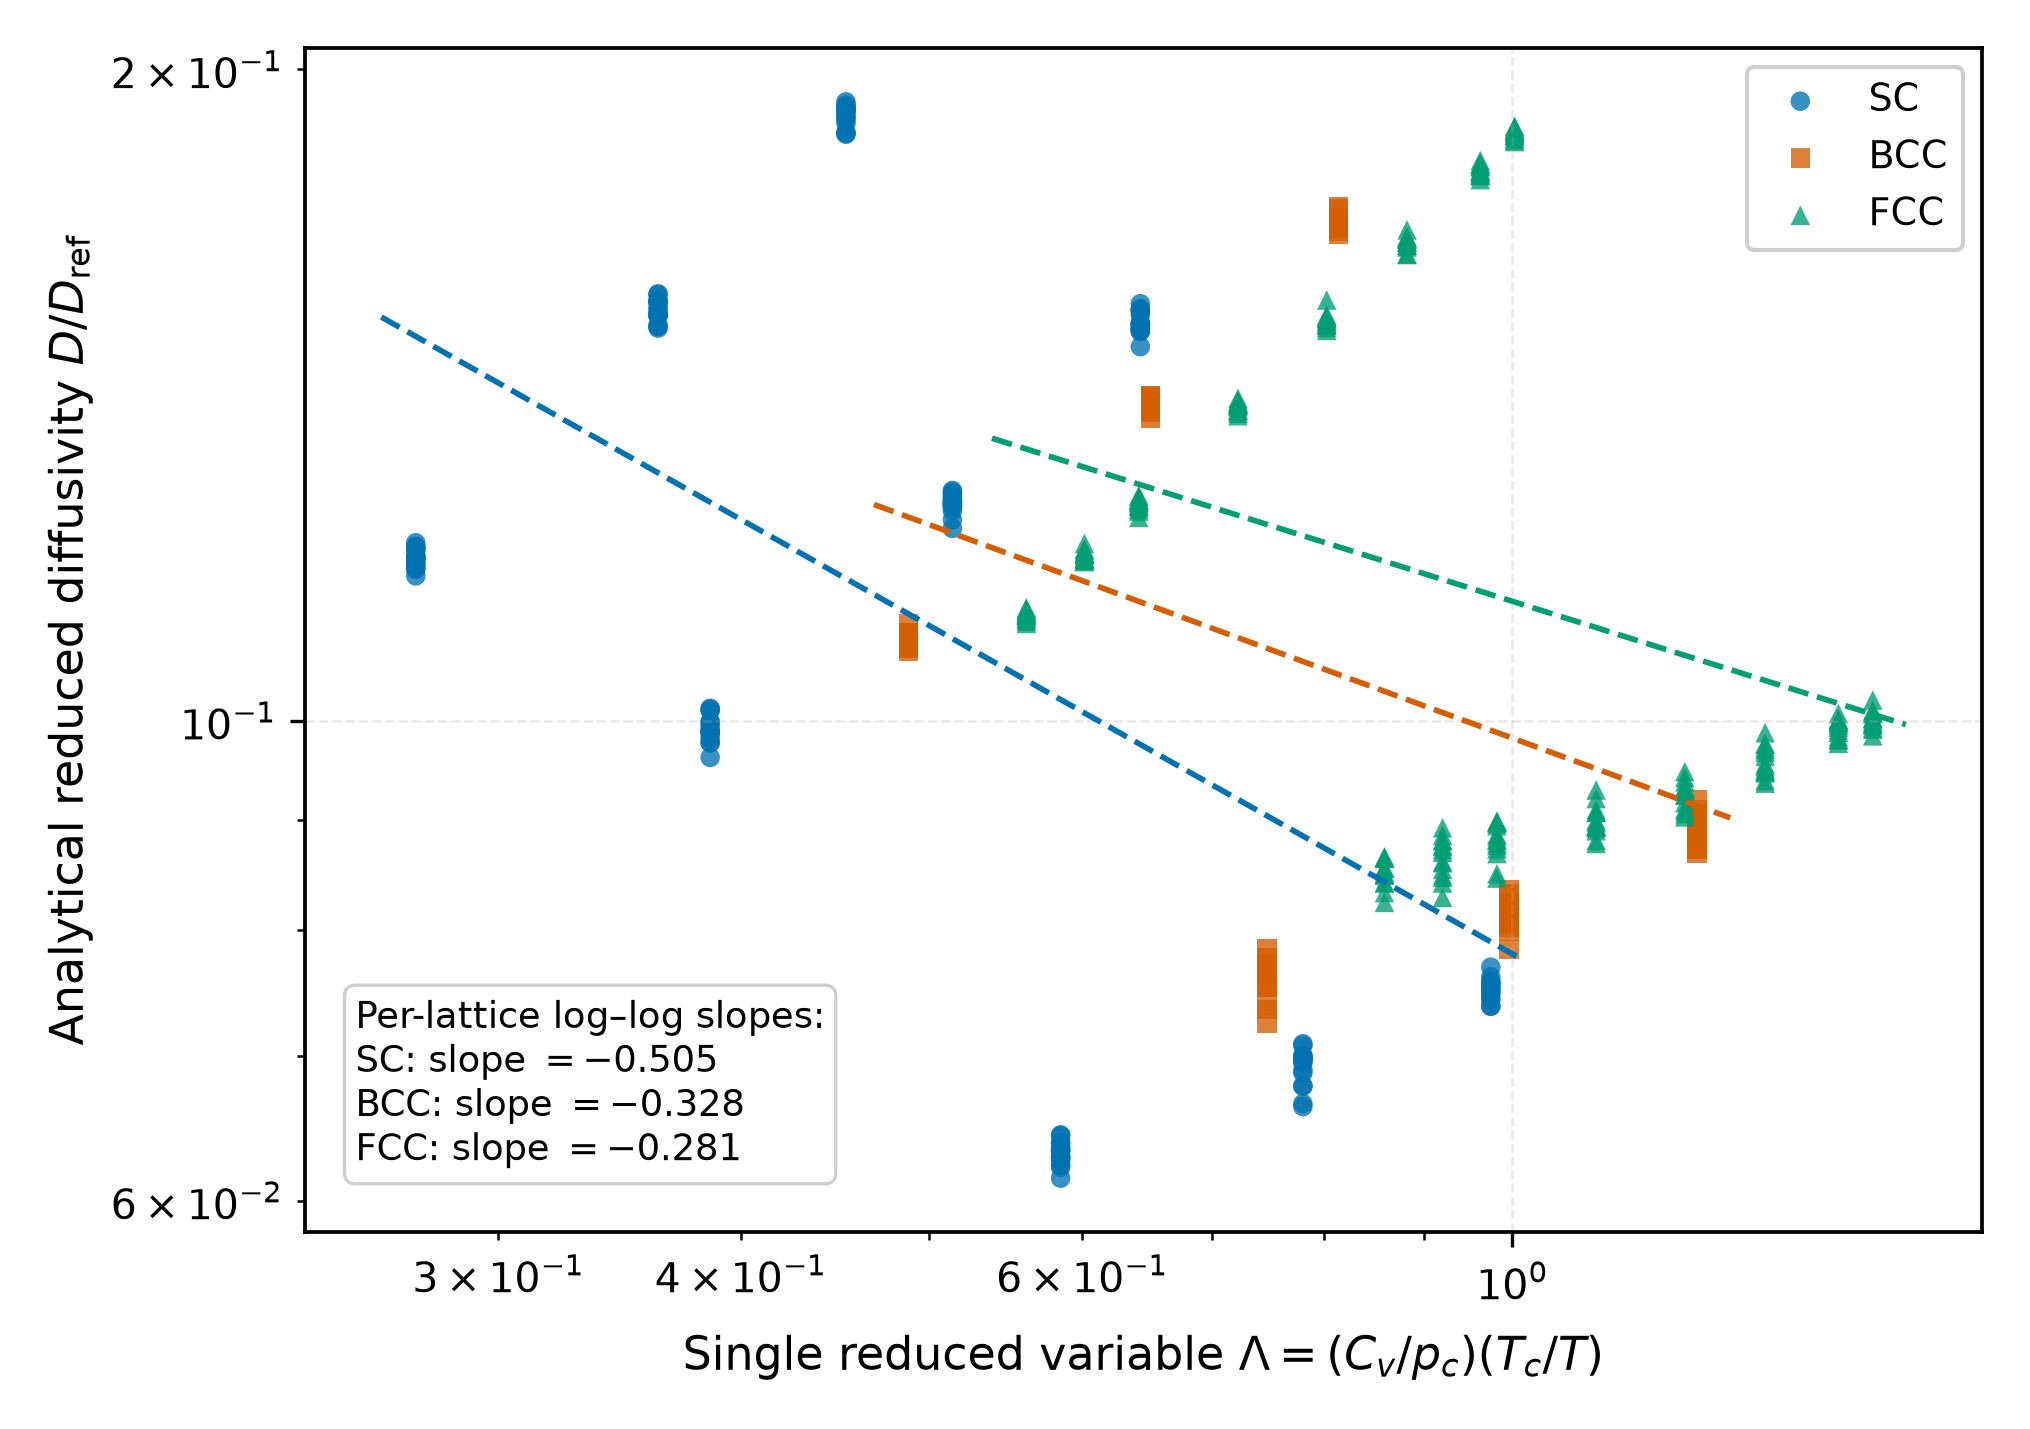 2 × 10⁻¹
10⁻¹
6 × 10⁻²
Analytical reduced diffusivity D/D_ref
SC
BCC
FCC
Per-lattice log–log slopes:
SC: slope = −0.505
BCC: slope = −0.328
FCC: slope = −0.281
3 × 10⁻¹
4 × 10⁻¹
6 × 10⁻¹
10⁰
Single reduced variable Λ = (C_v/p_c)(T_c/T)